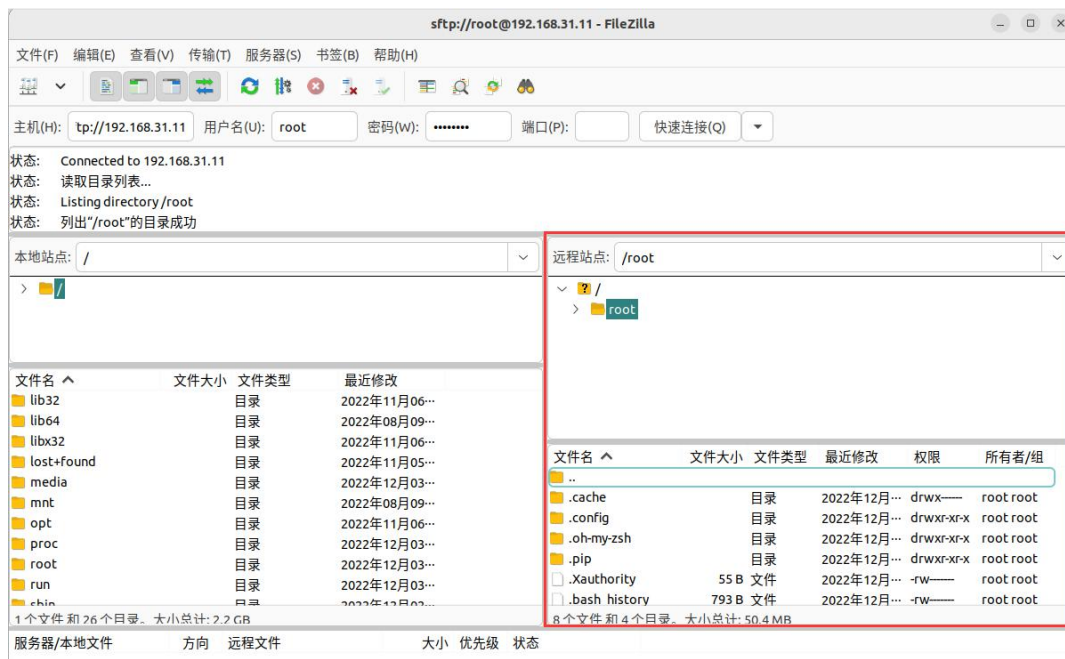 sftp://root@192.168.31.11 - FileZilla
文件(F) 编辑(E) 查看(V) 传输(T) 服务器(S) 书签(B) 帮助(H)
主机(H): tp://192.168.31.11 用户名(U): root 密码(W): •••••••• 端口(P): 快速连接(Q)
状态: Connected to 192.168.31.11
状态: 读取目录列表...
状态: Listing directory /root
状态: 列出“/root”的目录成功
本地站点: /
/
文件名 文件大小 文件类型 最近修改
lib32 目录 2022年11月06…
lib64 目录 2022年08月09…
libx32 目录 2022年11月06…
lost+found 目录 2022年11月05…
media 目录 2022年12月03…
mnt 目录 2022年08月09…
opt 目录 2022年11月06…
proc 目录 2022年12月03…
root 目录 2022年12月03…
run 目录 2022年12月03…
sbin 目录 2022年12月03…
1个文件 和 26个目录。大小总计: 2.2 GB
远程站点: /root
/
root
文件名 文件大小 文件类型 最近修改 权限 所有者/组
..
.cache 目录 2022年12月… drwx------ root root
.config 目录 2022年12月… drwxr-xr-x root root
.oh-my-zsh 目录 2022年12月… drwxr-xr-x root root
.pip 目录 2022年12月… drwxr-xr-x root root
.Xauthority 55 B 文件 2022年12月… -rw------- root root
.bash_history 793 B 文件 2022年12月… -rw------- root root
8个文件 和 4个目录。大小总计: 50.4 MB
服务器/本地文件 方向 远程文件 大小 优先级 状态